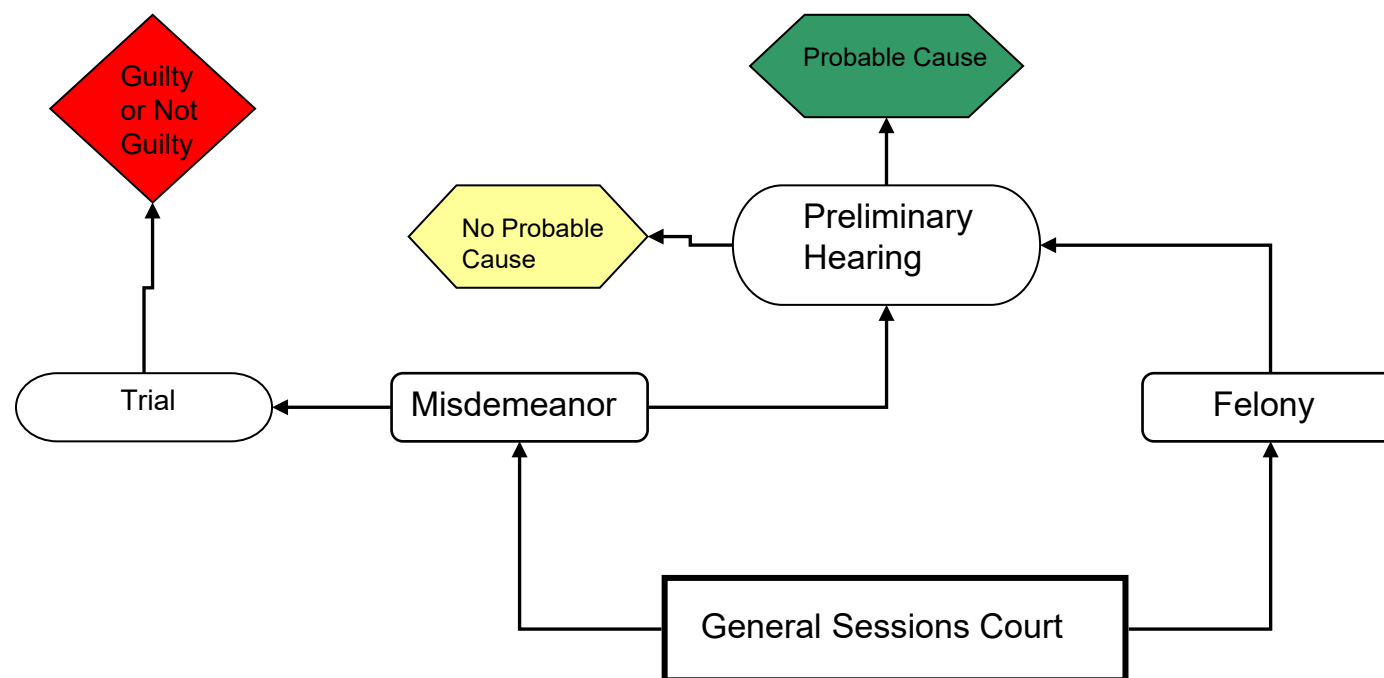 Guilty
or Not
Guilty
Probable Cause
No Probable
Cause
Preliminary
Hearing
Trial
Misdemeanor
Felony
General Sessions Court